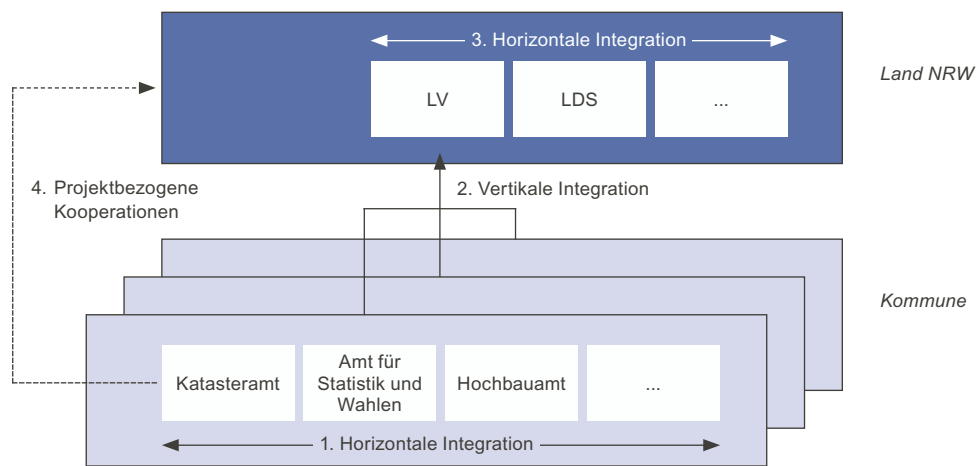 3. Horizontale Integration
Land NRW
LV
LDS
...
4. Projektbezogene
Kooperationen
2. Vertikale Integration
Kommune
Katasteramt
Amt für
Statistik und
Wahlen
Hochbauamt
...
1. Horizontale Integration